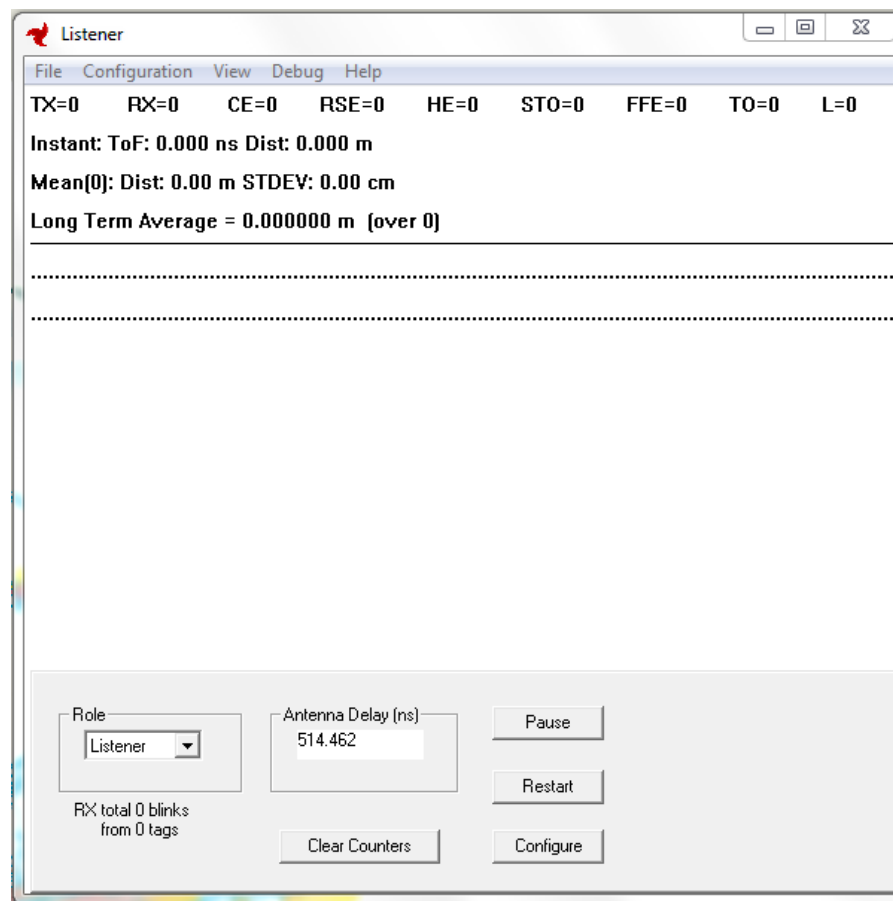 Listener
File Configuration View Debug Help
TX=0 RX=0 CE=0 RSE=0 HE=0 STO=0 FFE=0 TO=0 L=0
Instant: ToF: 0.000 ns Dist: 0.000 m
Mean(0): Dist: 0.00 m STDEV: 0.00 cm
Long Term Average = 0.000000 m (over 0)
Role
Listener
RX total 0 blinks
from 0 tags
Antenna Delay (ns)
514.462
Clear Counters
Pause
Restart
Configure